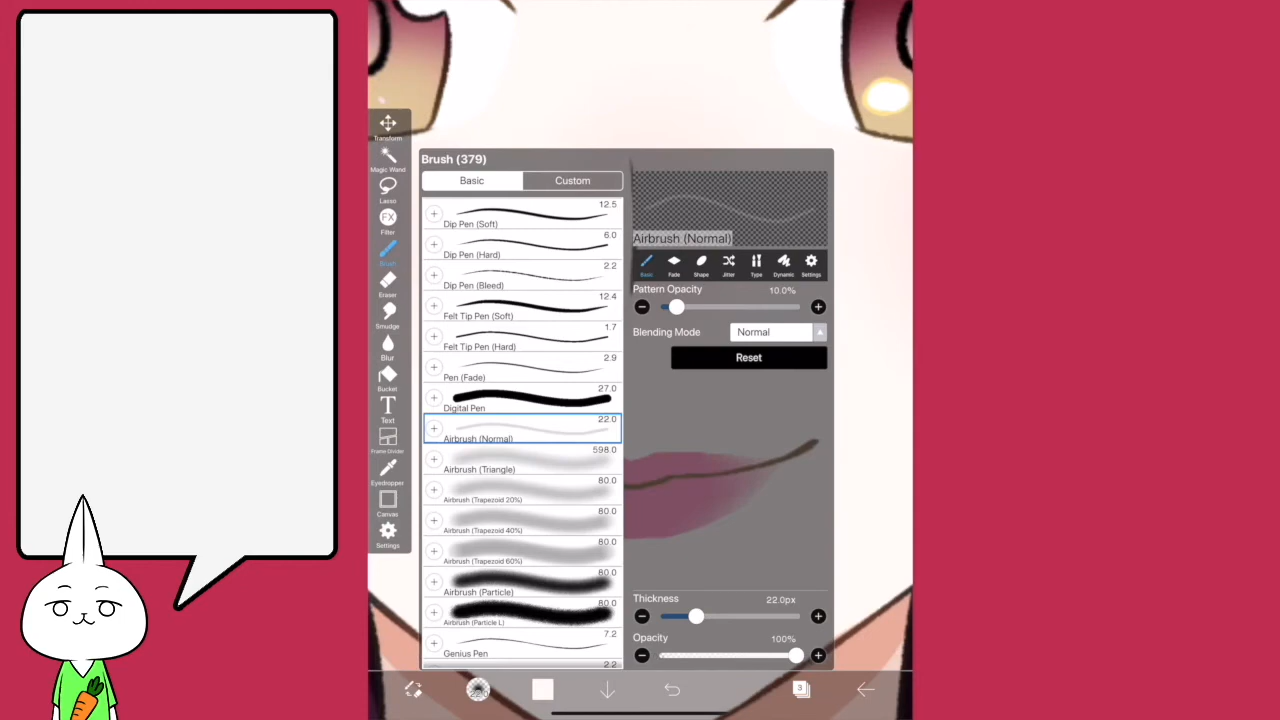 Transform
Magic Wand
Lasso
FX
Filter
Brush
Eraser
Smudge
Blur
Bucket
T
Text
Frame Divider
Eyedropper
Canvas
Settings
Brush (379)
Basic
Custom
12.5
Dip Pen (Soft)
6.0
Dip Pen (Hard)
2.2
Dip Pen (Bleed)
12.4
Felt Tip Pen (Soft)
1.7
Felt Tip Pen (Hard)
2.9
Pen (Fade)
27.0
Digital Pen
22.0
Airbrush (Normal)
598.0
Airbrush (Triangle)
80.0
Airbrush (Trapezoid 20%)
80.0
Airbrush (Trapezoid 40%)
80.0
Airbrush (Trapezoid 60%)
80.0
Airbrush (Particle)
80.0
Airbrush (Particle L)
7.2
Genius Pen
2.2
Airbrush (Normal)
Basic
Fade
Shape
Jitter
Type
Dynamic
Settings
Pattern Opacity
10.0%
Blending Mode
Normal
Reset
Thickness
22.0px
Opacity
100%
3